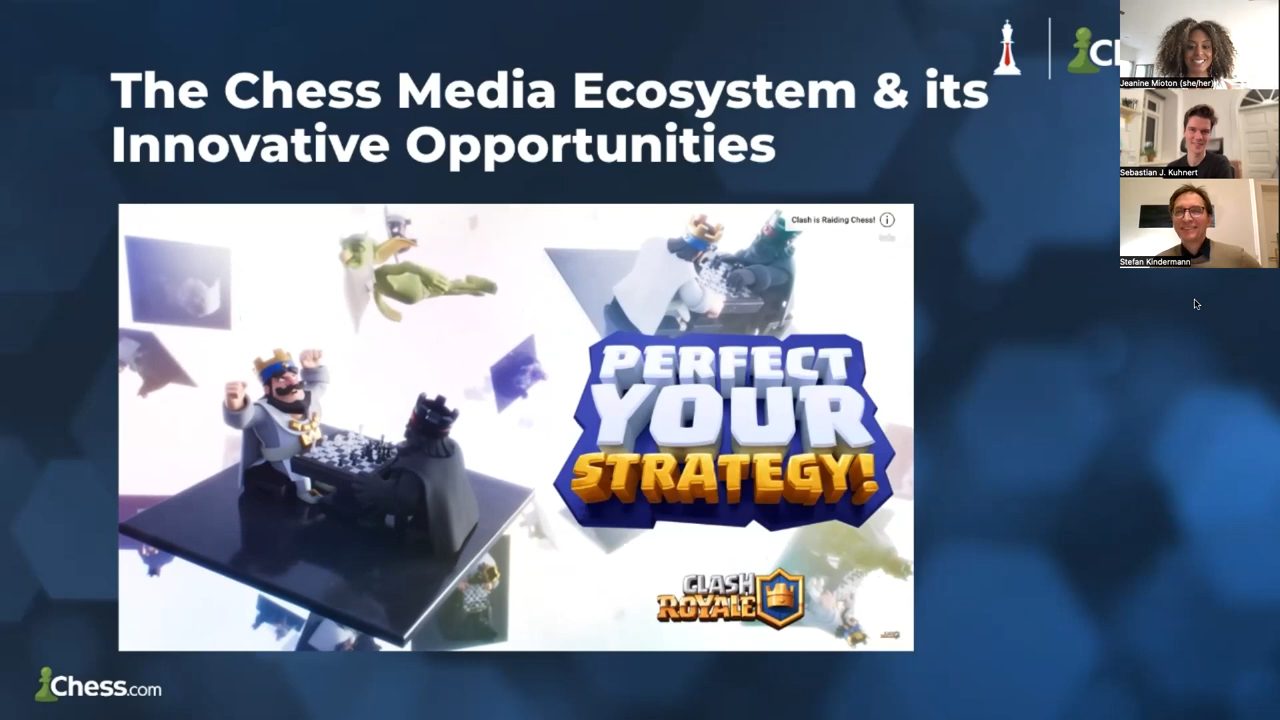 The Chess Media Ecosystem & its
Innovative Opportunities
Ch
Jeanine Mioton (she/her)
Sebastian J. Kuhnert
Stefan Kindermann
Clash is Raiding Chess!
PERFECT
YOUR
STRATEGY!
CLASH
ROYALE
Chess.com